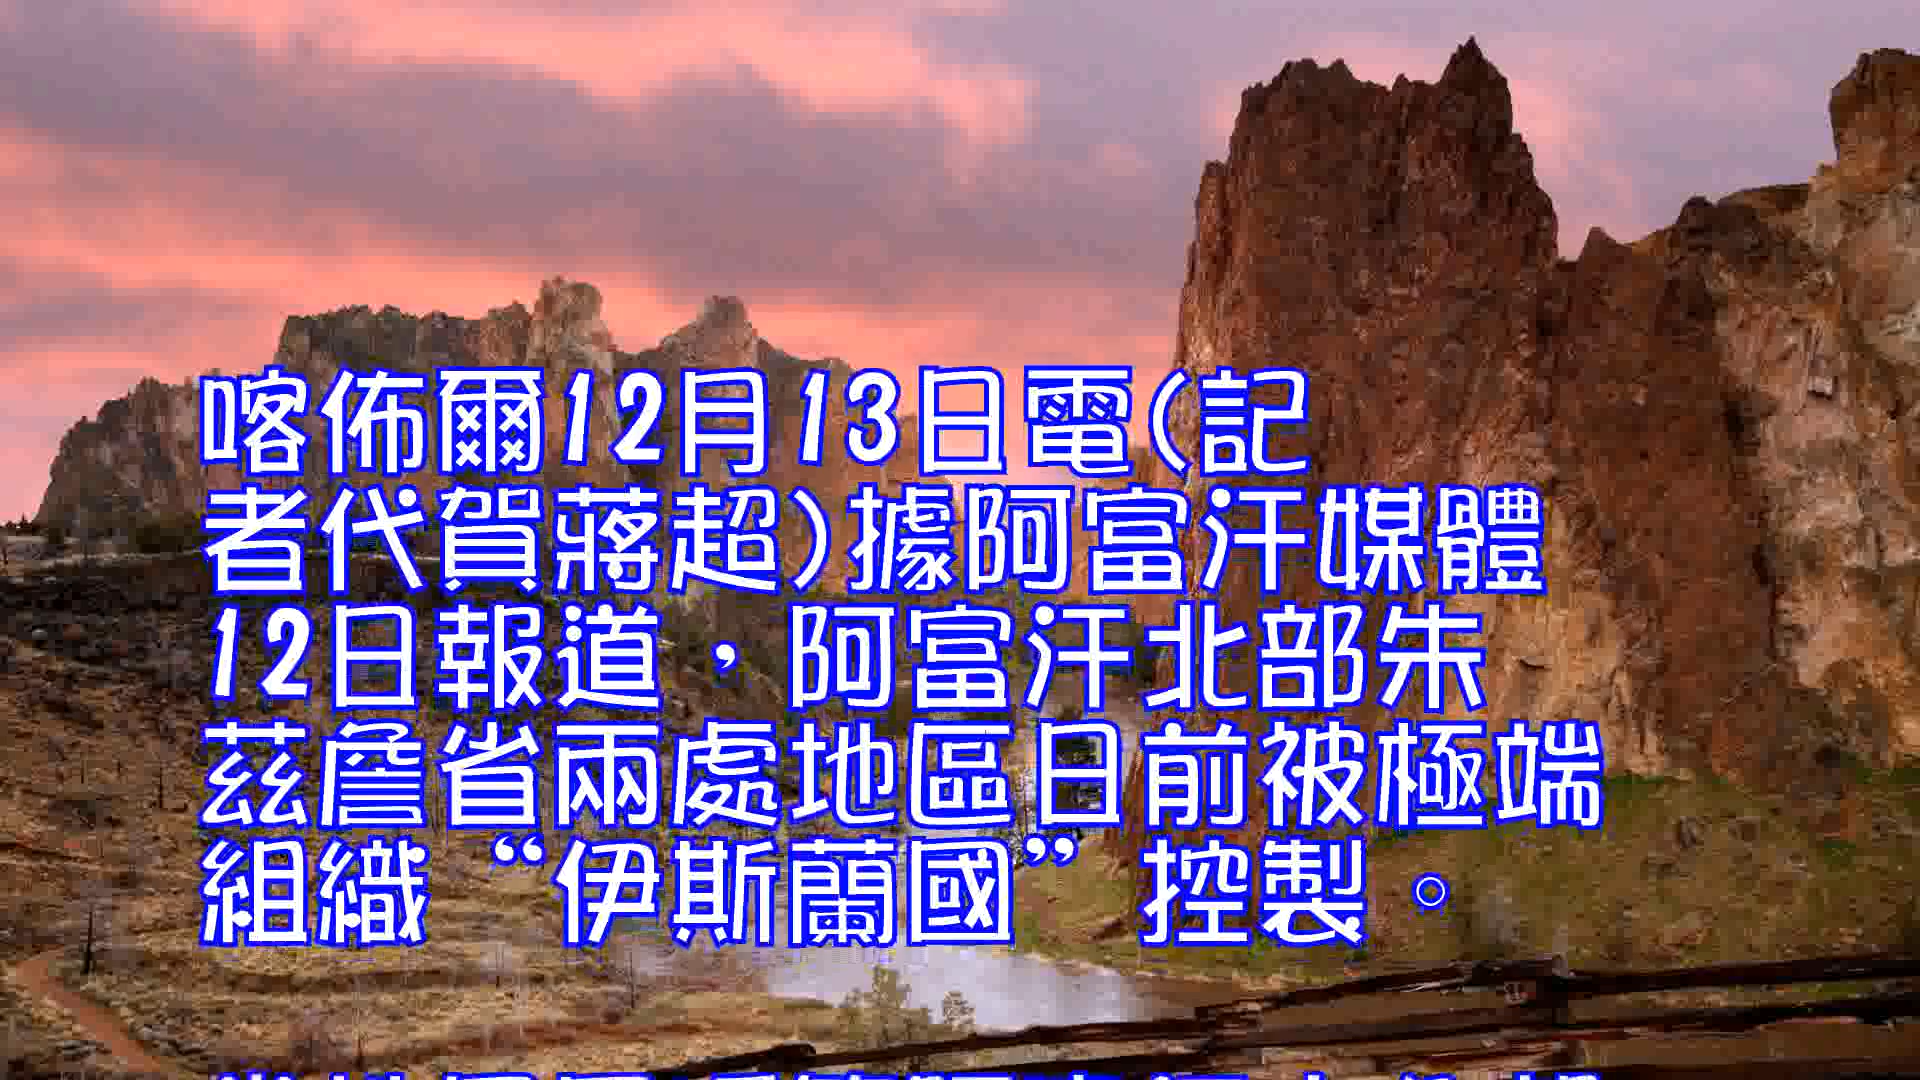 喀佈爾12月13日電(記
者代賀蔣超)據阿富汗媒體
12日報道，阿富汗北部朱
茲詹省兩處地區日前被極端
組織“伊斯蘭國”控製。